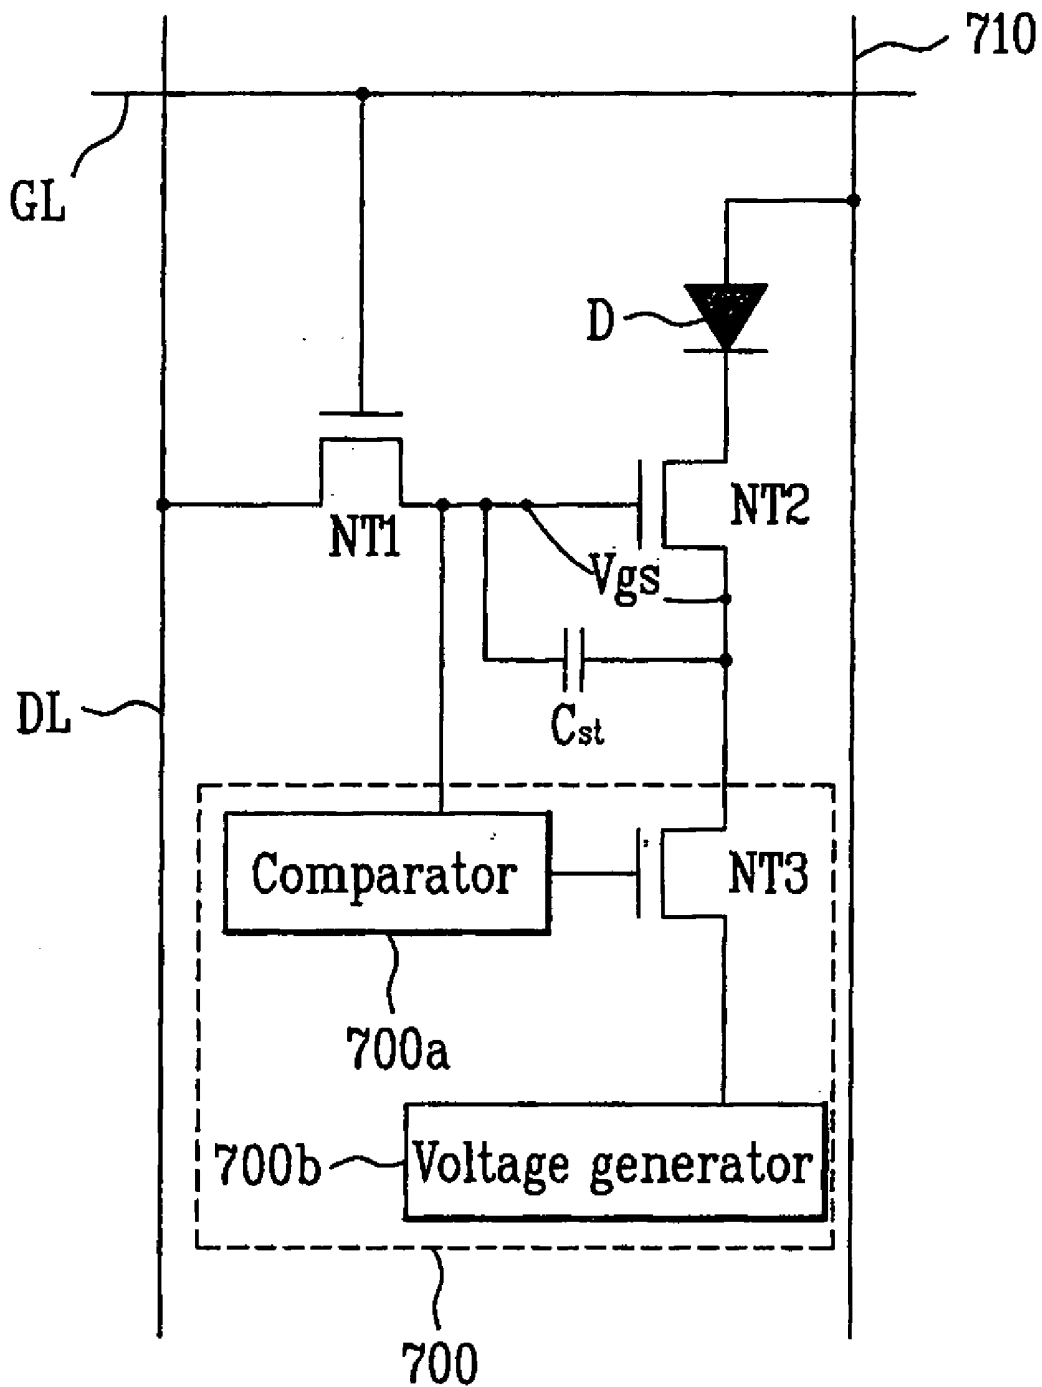 710
GL
D
NT1
NT2
Vgs
DL
Cst
Comparator
NT3
700a
700b
Voltage generator
700